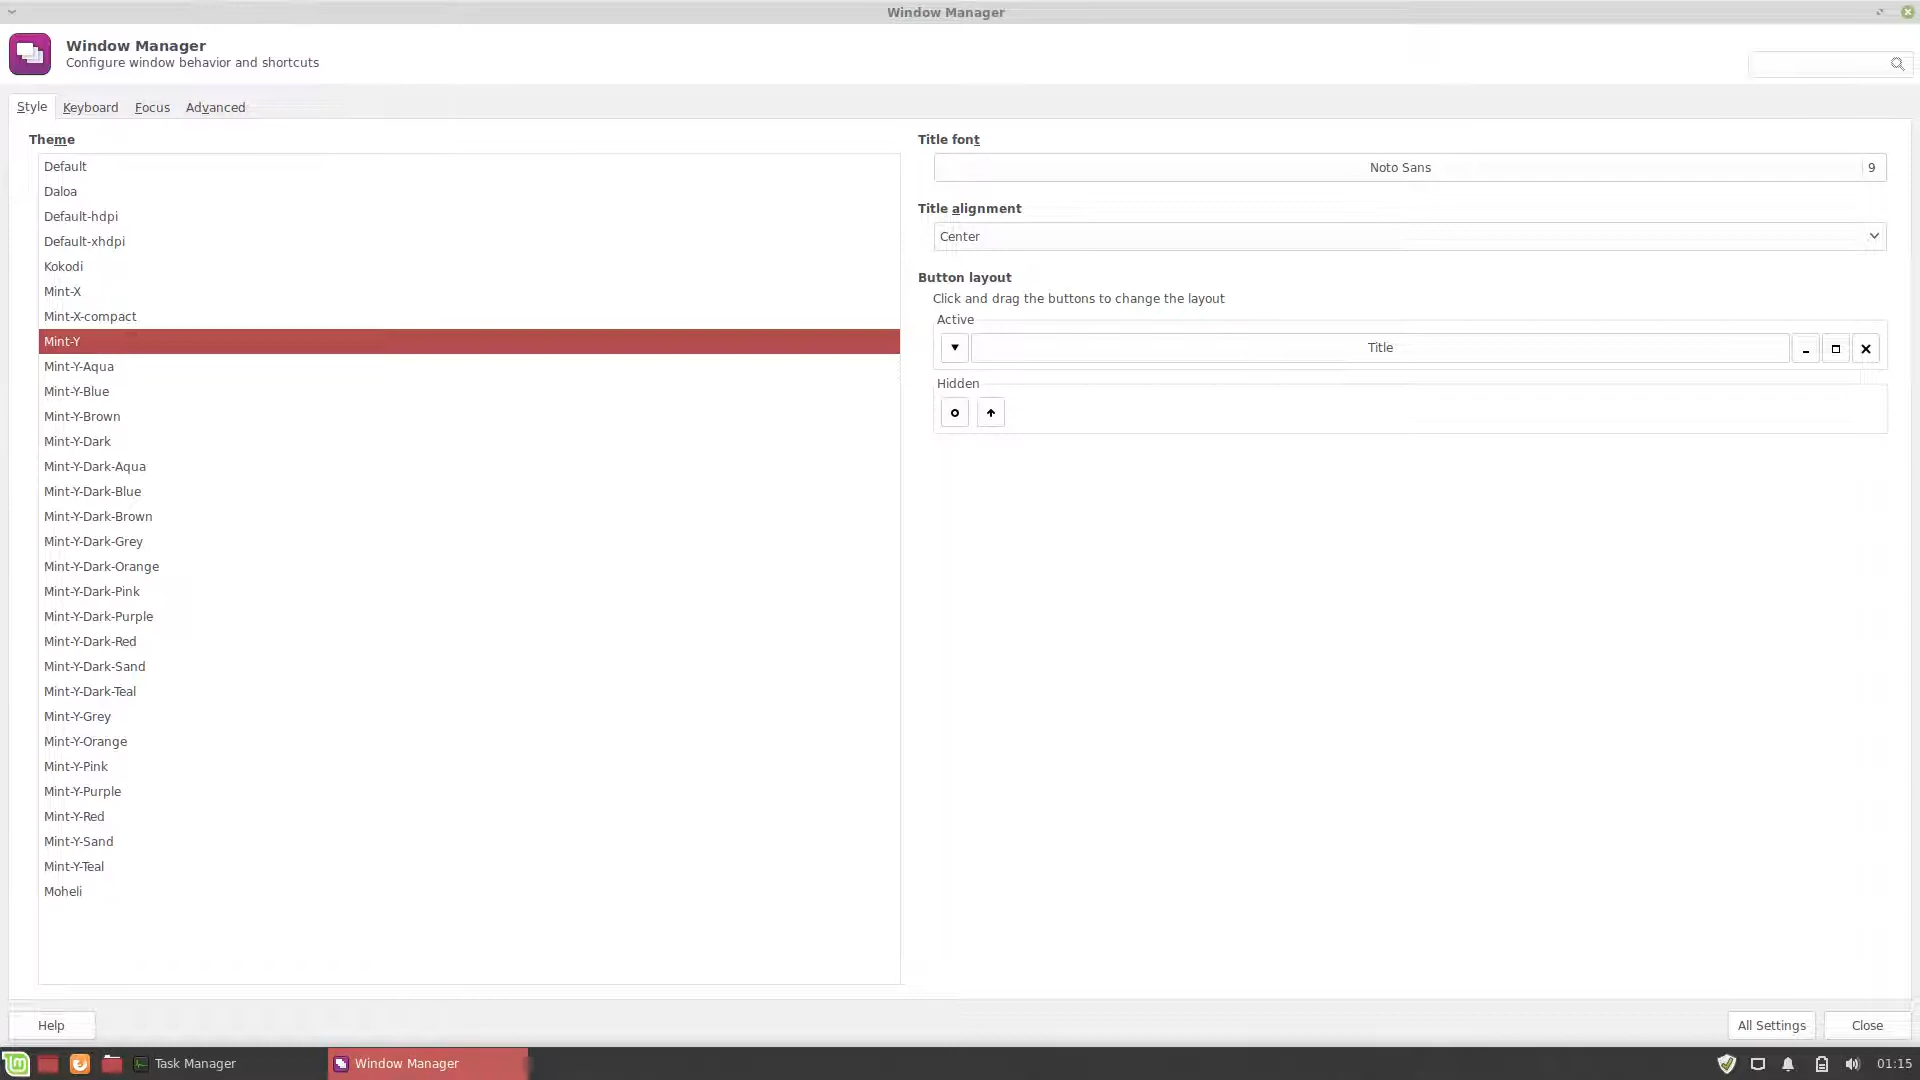 Window Manager
Window Manager
Configure window behavior and shortcuts
Style Keyboard Focus Advanced
Theme
Default
Daloa
Default-hdpi
Default-xhdpi
Kokodi
Mint-X
Mint-X-compact
Mint-Y
Mint-Y-Aqua
Mint-Y-Blue
Mint-Y-Brown
Mint-Y-Dark
Mint-Y-Dark-Aqua
Mint-Y-Dark-Blue
Mint-Y-Dark-Brown
Mint-Y-Dark-Grey
Mint-Y-Dark-Orange
Mint-Y-Dark-Pink
Mint-Y-Dark-Purple
Mint-Y-Dark-Red
Mint-Y-Dark-Sand
Mint-Y-Dark-Teal
Mint-Y-Grey
Mint-Y-Orange
Mint-Y-Pink
Mint-Y-Purple
Mint-Y-Red
Mint-Y-Sand
Mint-Y-Teal
Moheli
Title font
Noto Sans 9
Title alignment
Center
Button layout
Click and drag the buttons to change the layout
Active
Title
Hidden
Help
All Settings Close
Task Manager Window Manager 01:15